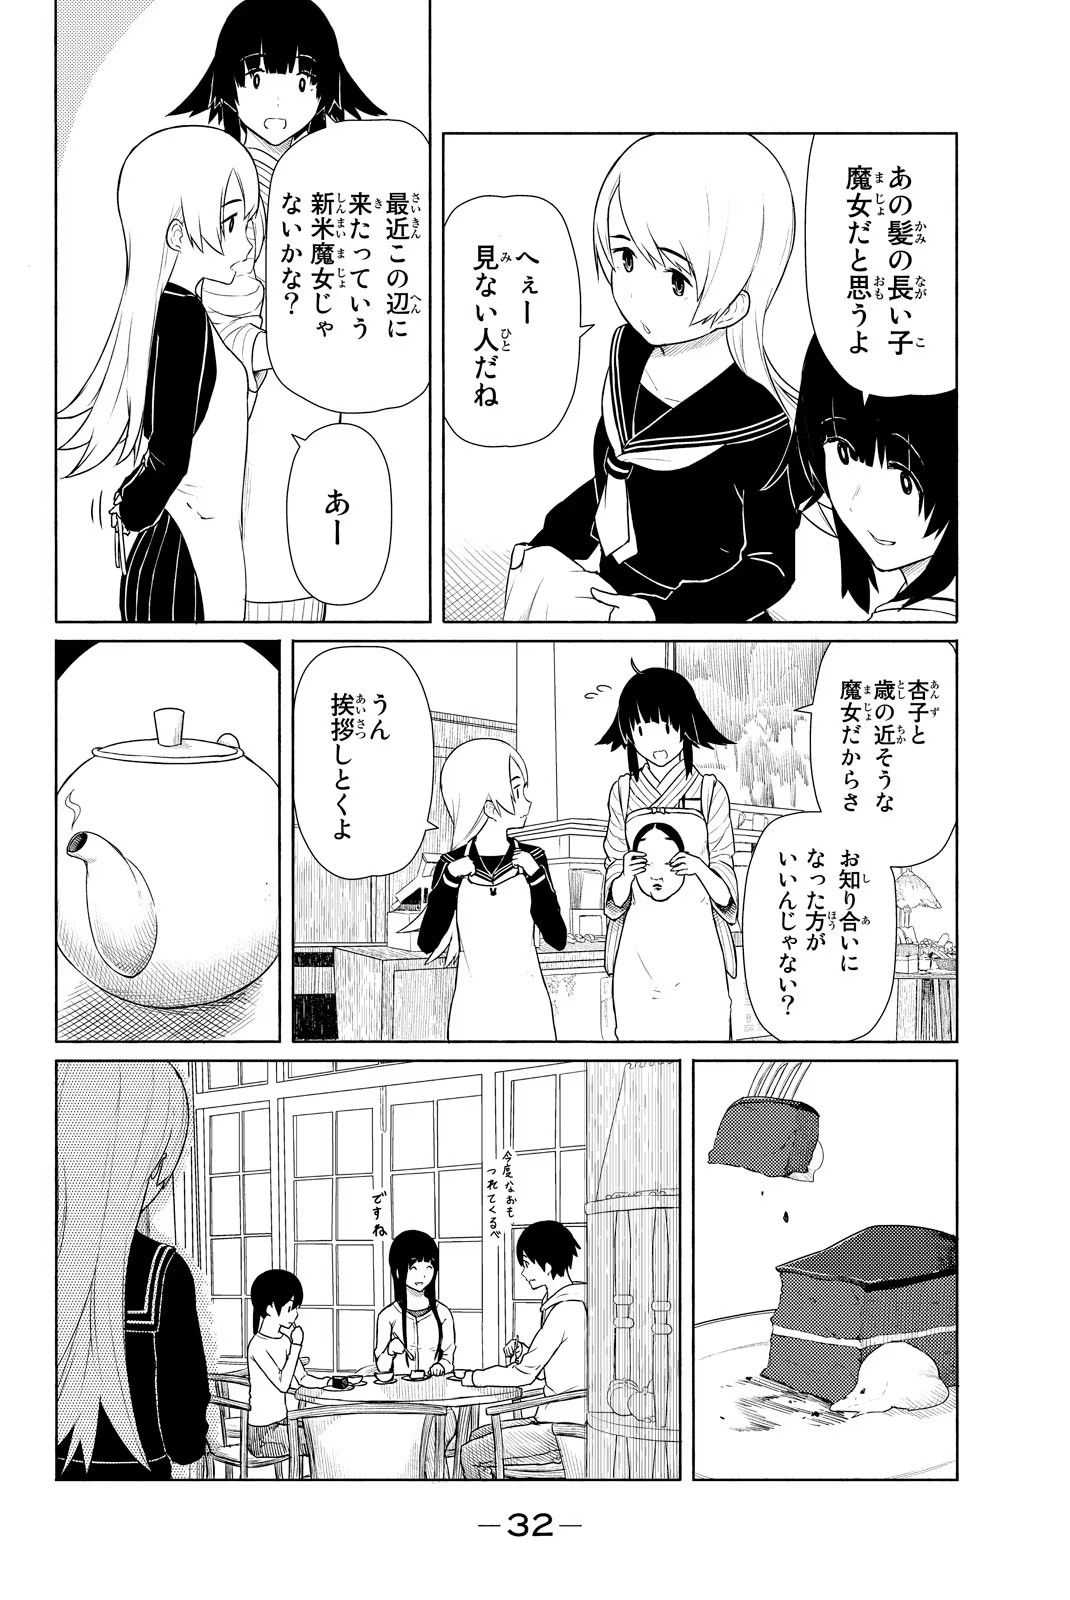 あの髪の長い子
魔女だと思うよ
へぇー
見ない人だね
最近この辺に
来たっていう
新米魔女じゃ
ないかな？
あー
杏子と
歳の近そうな
魔女だからさ
お知り合いに
なった方が
いいんじゃない？
うん
挨拶しとくよ
今度なおも
つれてくるべ
ですね
－32－